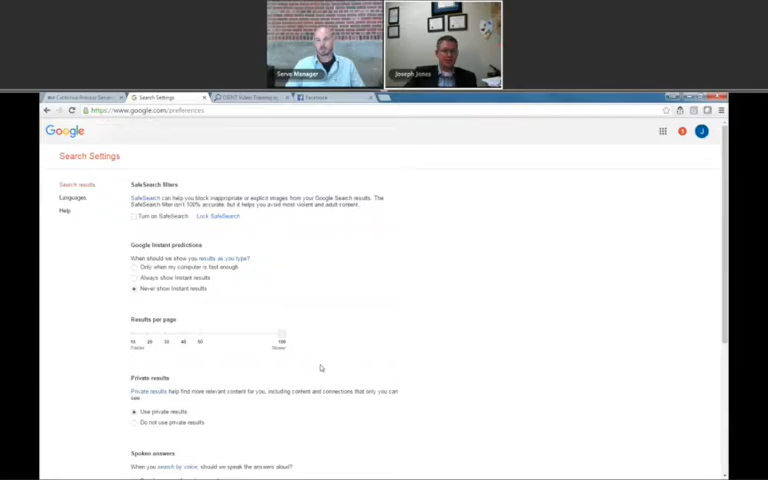 Serve Manager
Joseph Jones
California Process Server
Search Settings
OSINT Video Training
Facebook
https://www.google.com/preferences
Google
J
Search Settings
Search results
Languages
Help
SafeSearch filters
SafeSearch can help you block inappropriate or explicit images from your Google Search results. The
SafeSearch filter isn't 100% accurate, but it helps you avoid most violent and adult content.
Turn on SafeSearch Lock SafeSearch
Google Instant predictions
When should we show you results as you type?
Only when my computer is fast enough
Always show Instant results
Never show Instant results
Results per page
10 20 30 40 50 100
Faster Slower
Private results
Private results help find more relevant content for you, including content and connections that only you can
see.
Use private results
Do not use private results
Spoken answers
When you search by voice, should we speak the answers aloud?